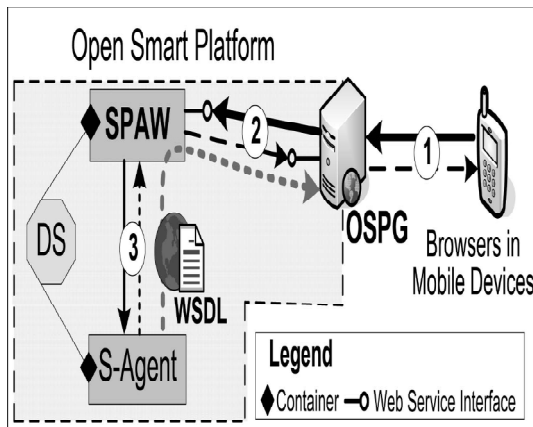 Open Smart Platform
SPAW
2
1
OSPG
DS
3
WSDL
Browsers in
Mobile Devices
S-Agent
Legend
Container
Web Service Interface